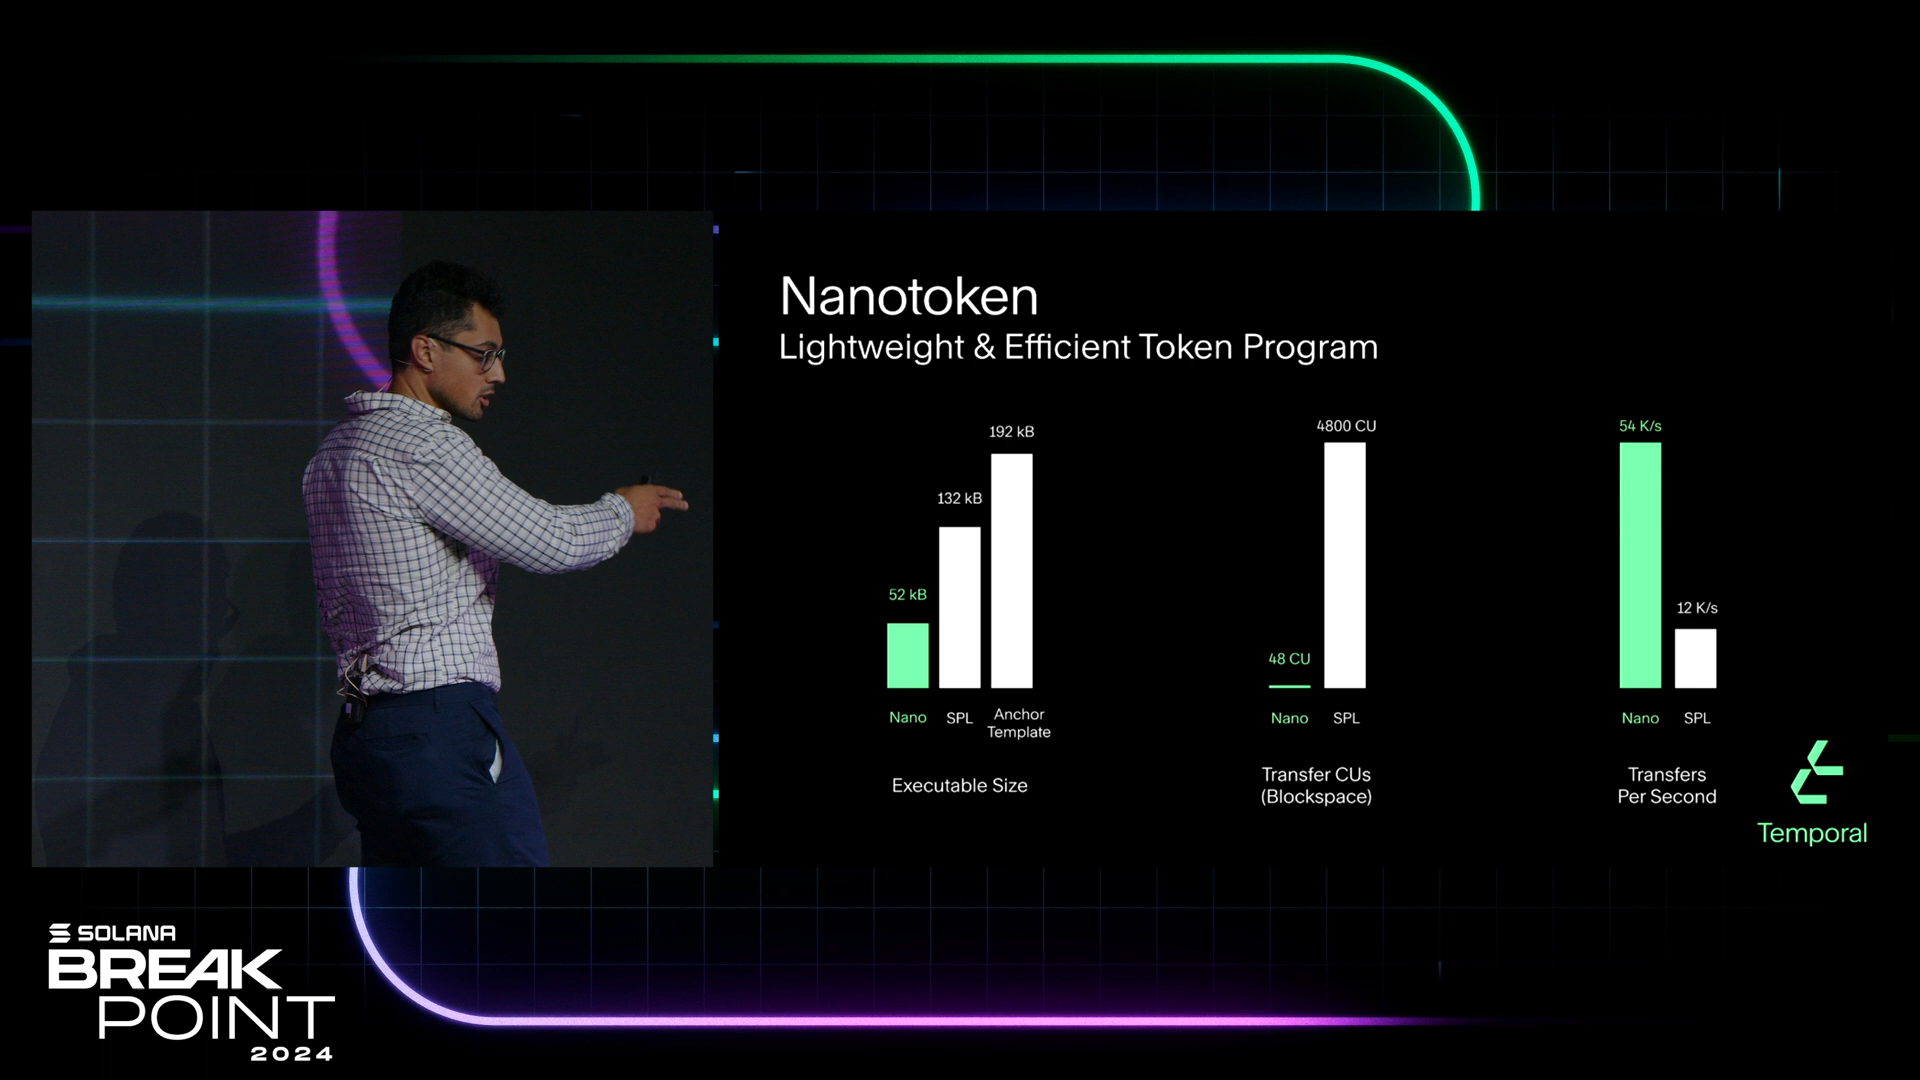 Nanotoken
Lightweight & Efficient Token Program
192 kB
132 kB
52 kB
Nano
SPL
Anchor
Template
Executable Size
4800 CU
48 CU
Nano
SPL
Transfer CUs
(Blockspace)
54 K/s
12 K/s
Nano
SPL
Transfers
Per Second
Temporal
SOLANA
BREAK
POINT
2024